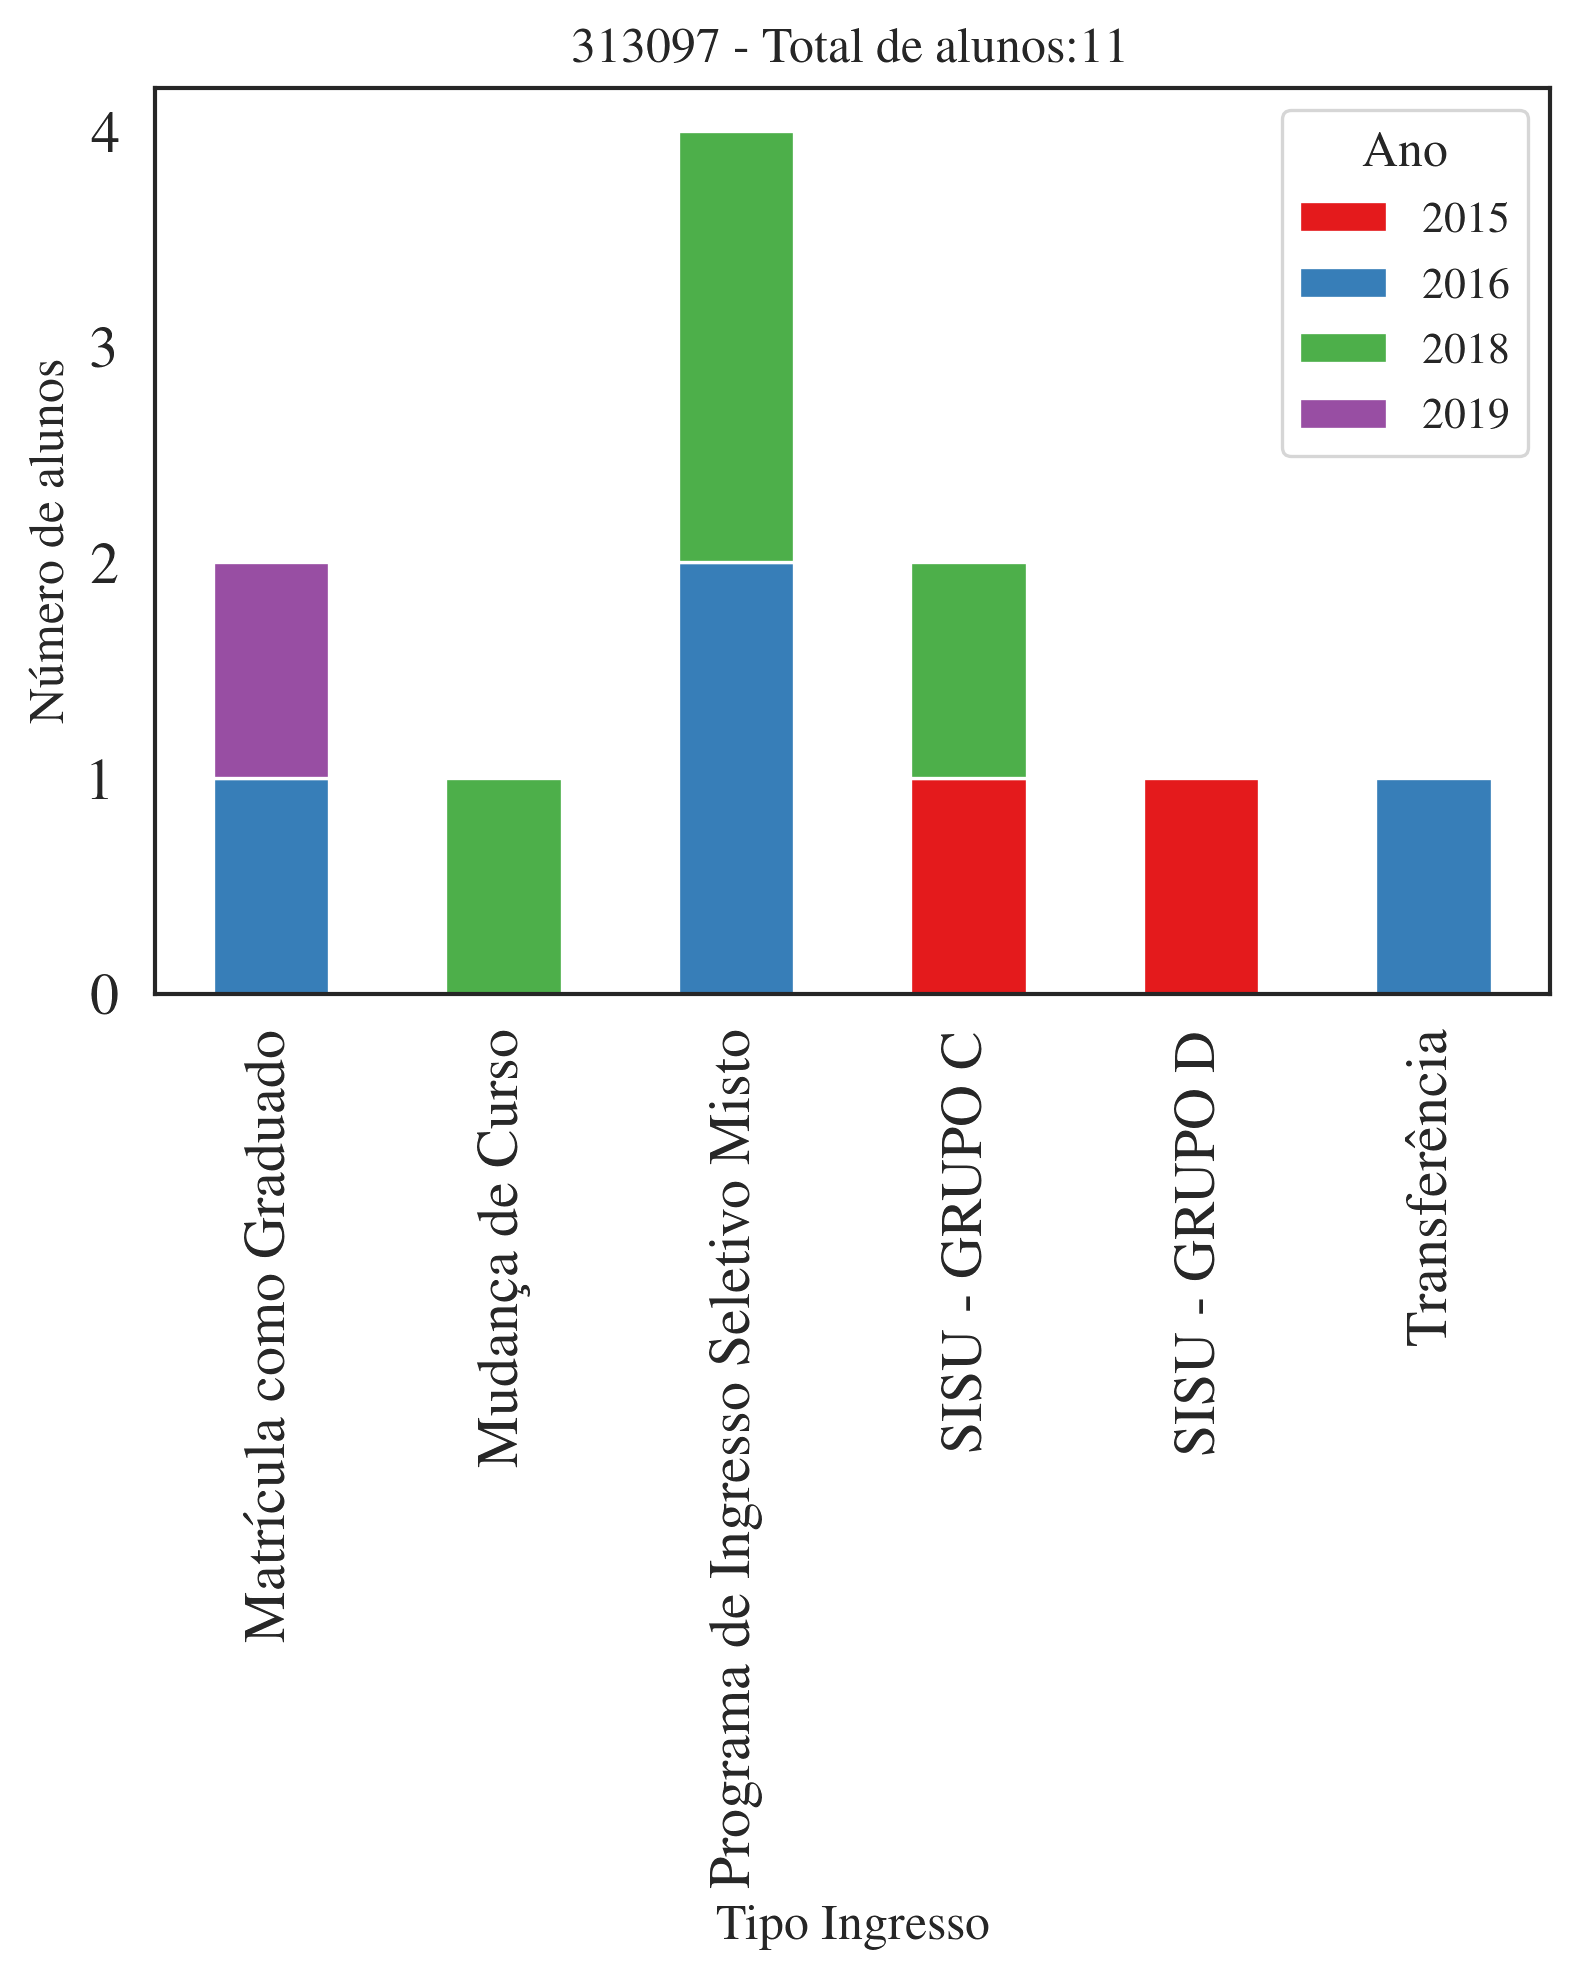 313097 - Total de alunos:11
Número de alunos
4
3
2
1
0
Ano
2015
2016
2018
2019
Matrícula como Graduado
Mudança de Curso
Programa de Ingresso Seletivo Misto
SISU - GRUPO C
SISU - GRUPO D
Transferência
Tipo Ingresso